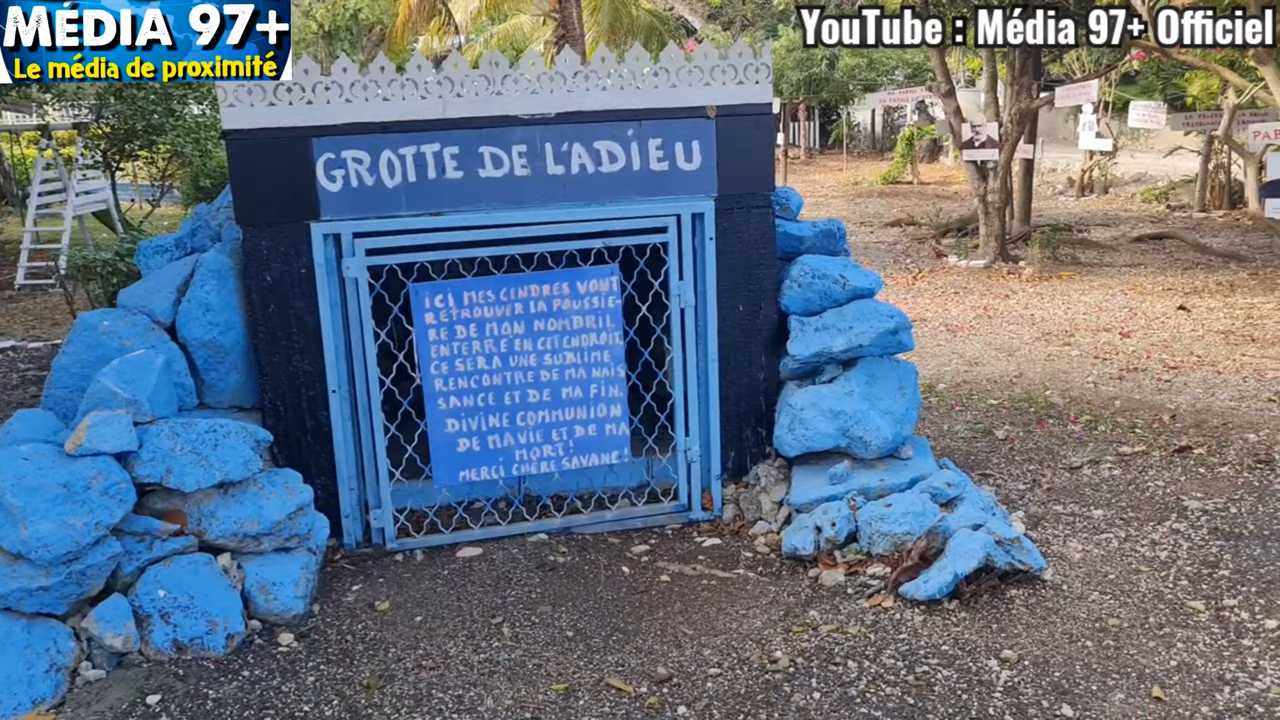 MÉDIA 97+
Le média de proximité
YouTube : Média 97+ Officiel
GROTTE DE L'ADIEU
ICI MES CENDRES VONT
RETROUVER LA POUSSIÈ-
RE DE MON NOMBRIL
ENTERRÉ EN CET ENDROIT.
CE SERA UNE SUBLIME
RENCONTRE DE MA NAIS
SANCE ET DE MA FIN.
DIVINE COMMUNION
DE MA VIE ET DE MA
MORT!
MERCI CHÈRE SAVANE!